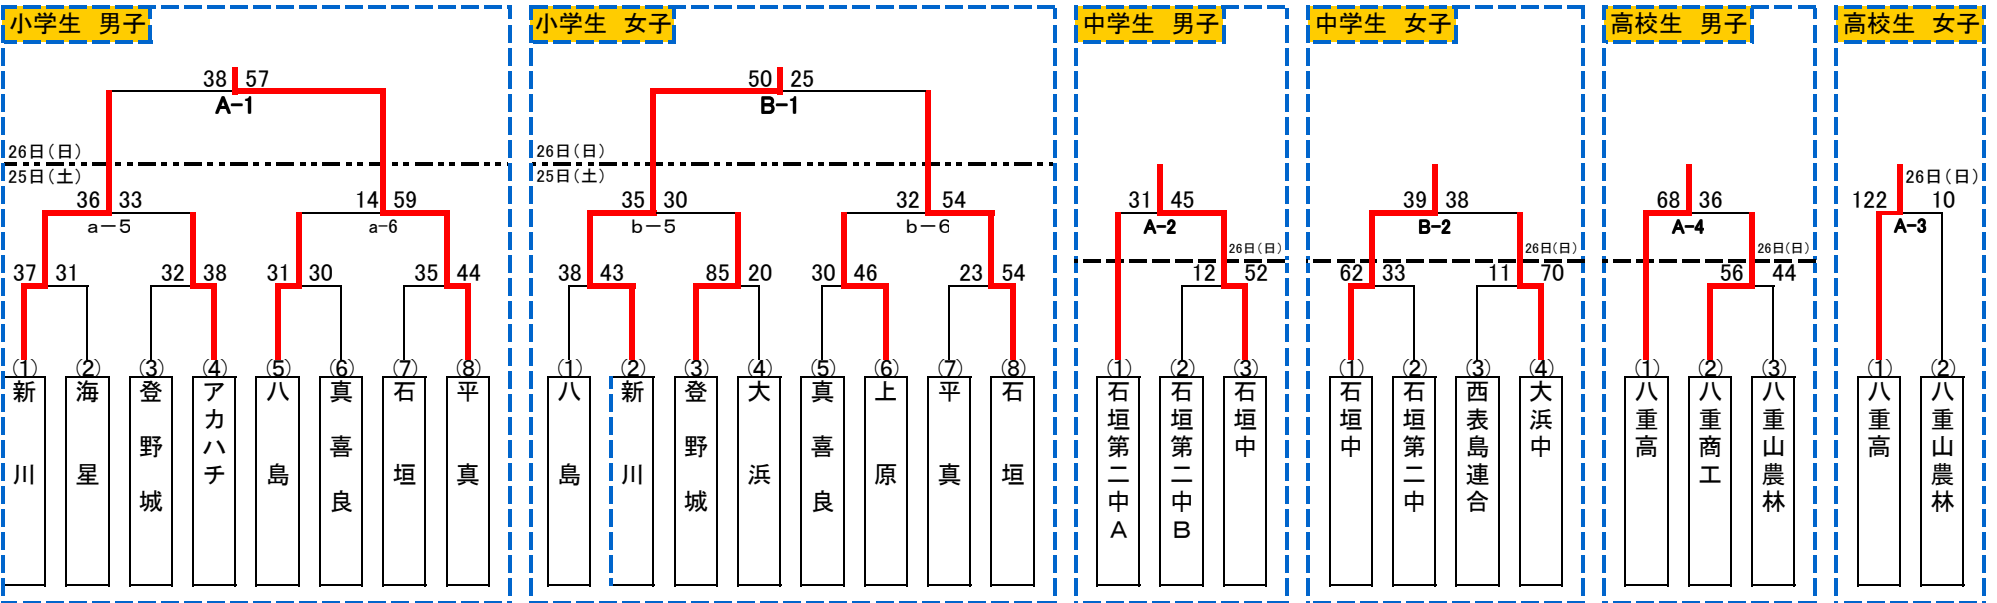 小学生　男子
38 57
A-1
26日(日)
25日(土)
36 33
a-5
14 59
a-6
37 31
32 38
31 30
35 44
(1) (2) (3) (4) (5) (6) (7) (8)
新川
海星
登野城
アカハチ
八島
真喜良
石垣
平真
小学生　女子
50 25
B-1
26日(日)
25日(土)
35 30
b-5
32 54
b-6
38 43
85 20
30 46
23 54
(1) (2) (3) (4) (5) (6) (7) (8)
八島
新川
登野城
大浜
真喜良
上原
平真
石垣
中学生　男子
31 45
A-2
26日(日)
12 52
(1) (2) (3)
石垣第二中A
石垣第二中B
石垣中
中学生　女子
39 38
B-2
26日(日)
62 33
11 70
(1) (2) (3) (4)
石垣中
石垣第二中
西表島連合
大浜中
高校生　男子
68 36
A-4
26日(日)
56 44
(1) (2) (3)
八重高
八重商工
八重山農林
高校生　女子
26日(日)
122 10
A-3
(1) (2)
八重高
八重山農林